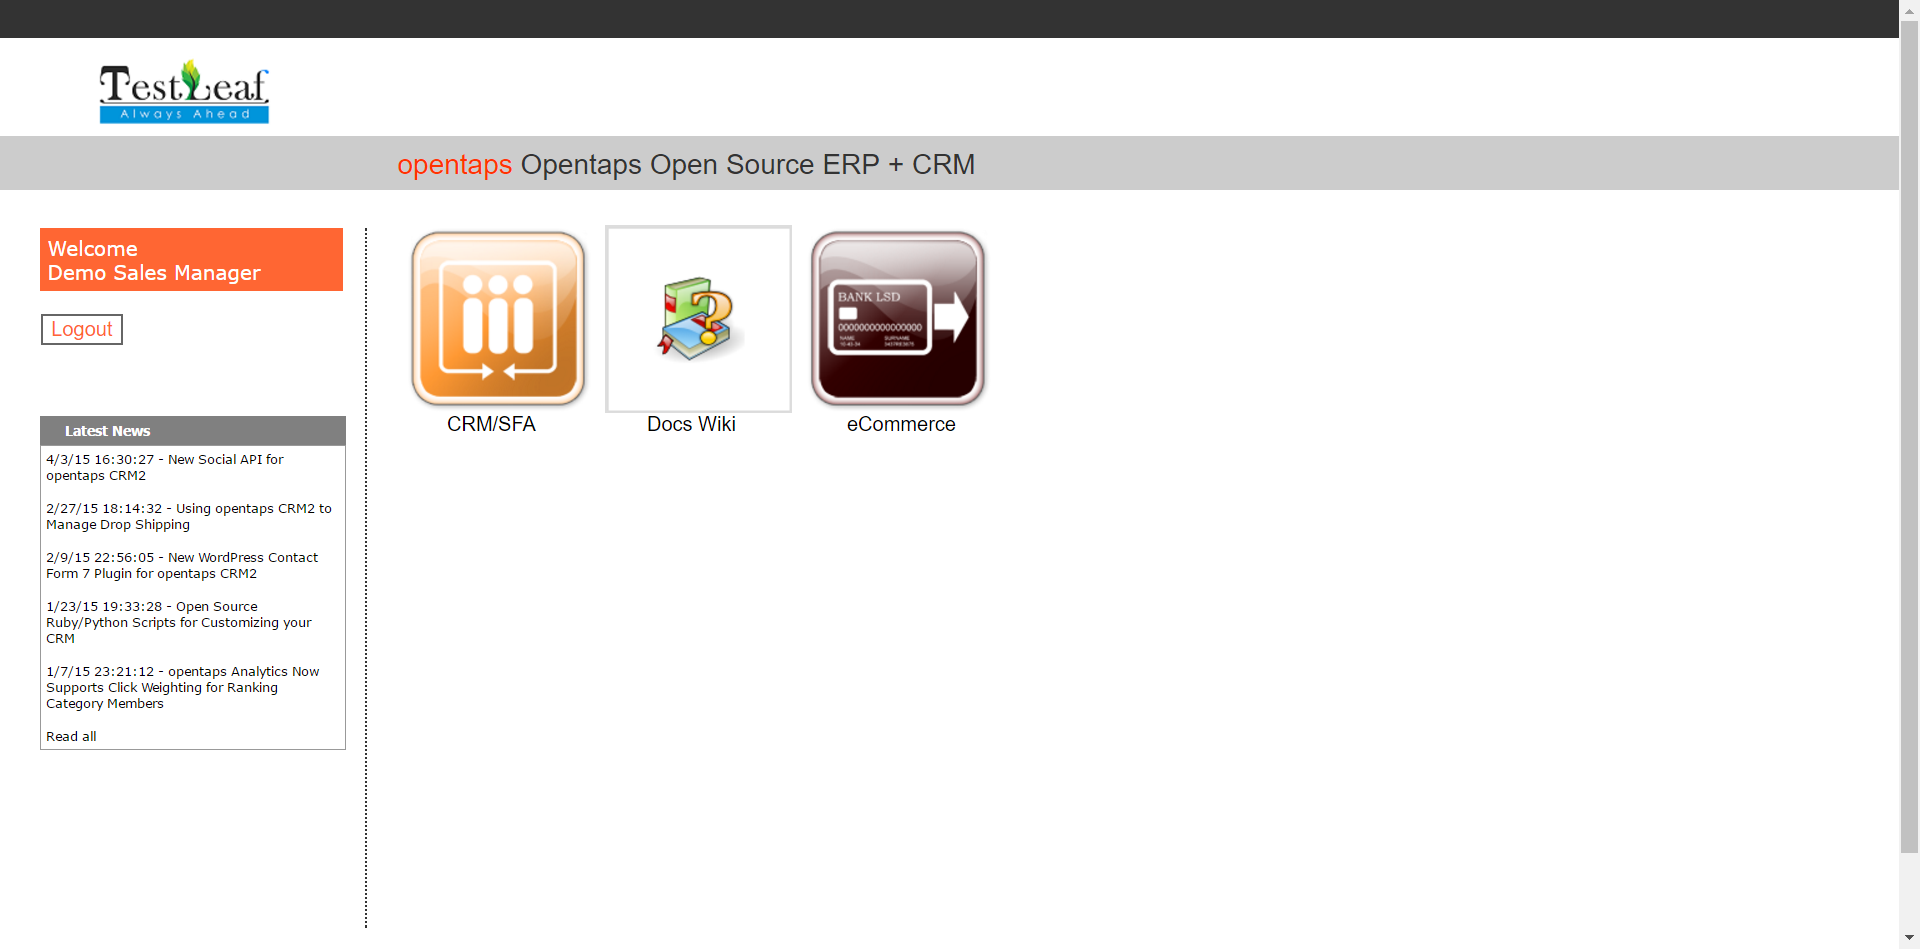 TestLeaf
Always Ahead
opentaps Opentaps Open Source ERP + CRM
Welcome
Demo Sales Manager
Logout
Latest News
4/3/15 16:30:27 - New Social API for
opentaps CRM2
2/27/15 18:14:32 - Using opentaps CRM2 to
Manage Drop Shipping
2/9/15 22:56:05 - New WordPress Contact
Form 7 Plugin for opentaps CRM2
1/23/15 19:33:28 - Open Source
Ruby/Python Scripts for Customizing your
CRM
1/7/15 23:21:12 - opentaps Analytics Now
Supports Click Weighting for Ranking
Category Members
Read all
CRM/SFA
Docs Wiki
BANK LSD
0000000000000000
NAME
SURNAME
eCommerce